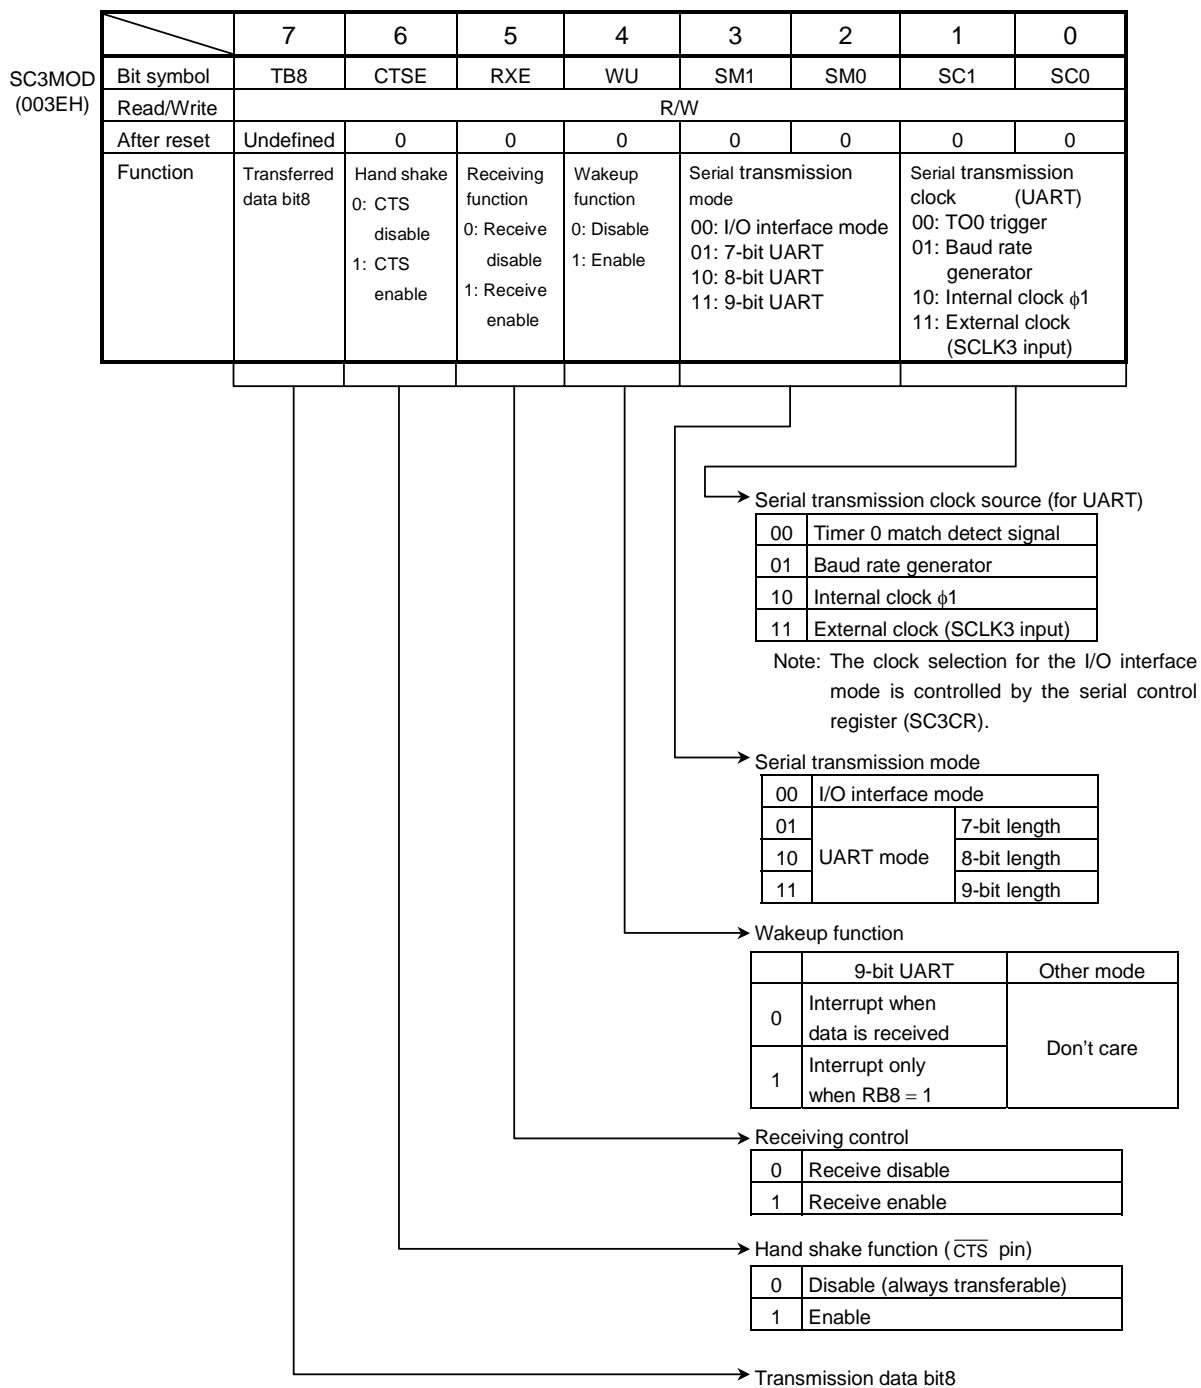 7 6 5 4 3 2 1 0
SC3MOD
(003EH)
Bit symbol TB8 CTSE RXE WU SM1 SM0 SC1 SC0
Read/Write R/W
After reset Undefined 0 0 0 0 0 0 0
Function
Transferred
data bit8
Hand shake
0: CTS
disable
1: CTS
enable
Receiving
function
0: Receive
disable
1: Receive
enable
Wakeup
function
0: Disable
1: Enable
Serial transmission
mode
00: I/O interface mode
01: 7-bit UART
10: 8-bit UART
11: 9-bit UART
Serial transmission
clock (UART)
00: TO0 trigger
01: Baud rate
generator
10: Internal clock ϕ1
11: External clock
(SCLK3 input)
Serial transmission clock source (for UART)
00 Timer 0 match detect signal
01 Baud rate generator
10 Internal clock ϕ1
11 External clock (SCLK3 input)
Note: The clock selection for the I/O interface
mode is controlled by the serial control
register (SC3CR).
Serial transmission mode
00 I/O interface mode
01 7-bit length
10 UART mode 8-bit length
11 9-bit length
Wakeup function
9-bit UART Other mode
0 Interrupt when
data is received
Don't care
1 Interrupt only
when RB8 = 1
Receiving control
0 Receive disable
1 Receive enable
Hand shake function (C̅T̅S̅ pin)
0 Disable (always transferable)
1 Enable
Transmission data bit8